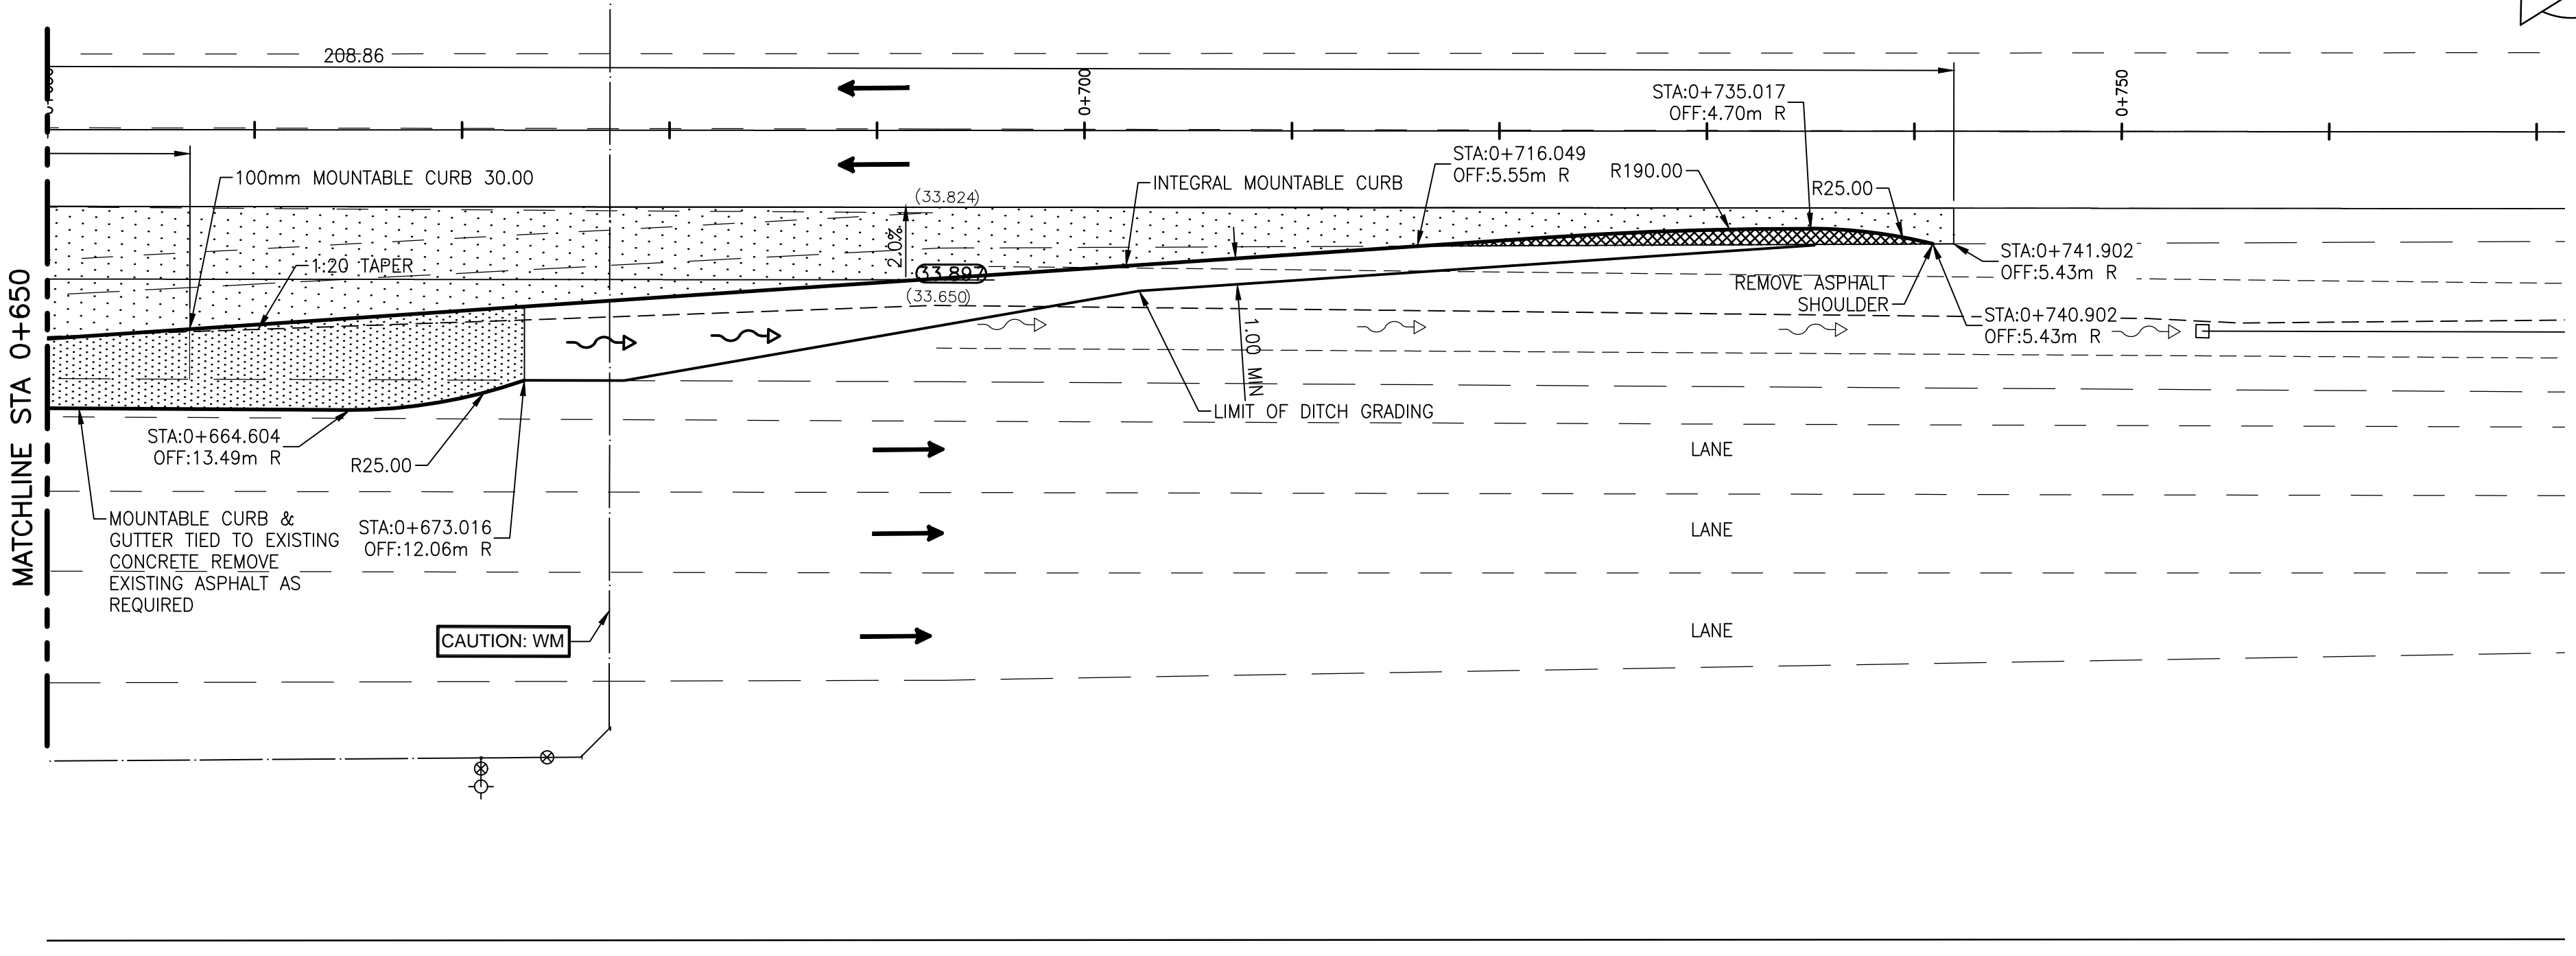 208.86
0+700
0+750
STA:0+735.017
OFF:4.70m R
STA:0+716.049
OFF:5.55m R
R190.00
R25.00
100mm MOUNTABLE CURB 30.00
INTEGRAL MOUNTABLE CURB
(33.824)
2.0%
33.897
(33.650)
1:20 TAPER
STA:0+741.902
OFF:5.43m R
REMOVE ASPHALT
SHOULDER
STA:0+740.902
OFF:5.43m R
1.00 MIN
LIMIT OF DITCH GRADING
MATCHLINE STA 0+650
STA:0+664.604
OFF:13.49m R
R25.00
LANE
MOUNTABLE CURB &
GUTTER TIED TO EXISTING
CONCRETE REMOVE
EXISTING ASPHALT AS
REQUIRED
STA:0+673.016
OFF:12.06m R
LANE
CAUTION: WM
LANE